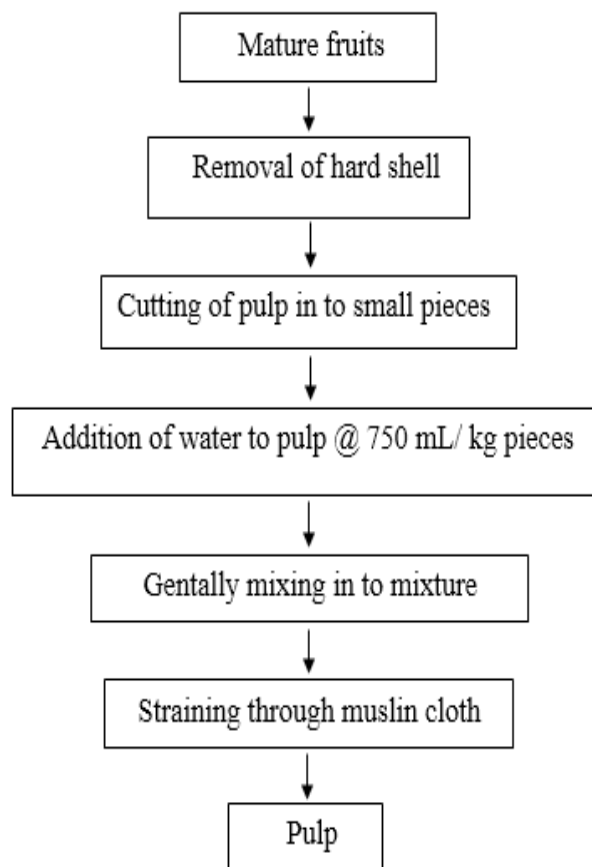 Mature fruits
Removal of hard shell
Cutting of pulp in to small pieces
Addition of water to pulp @ 750 mL/ kg pieces
Gentally mixing in to mixture
Straining through muslin cloth
Pulp